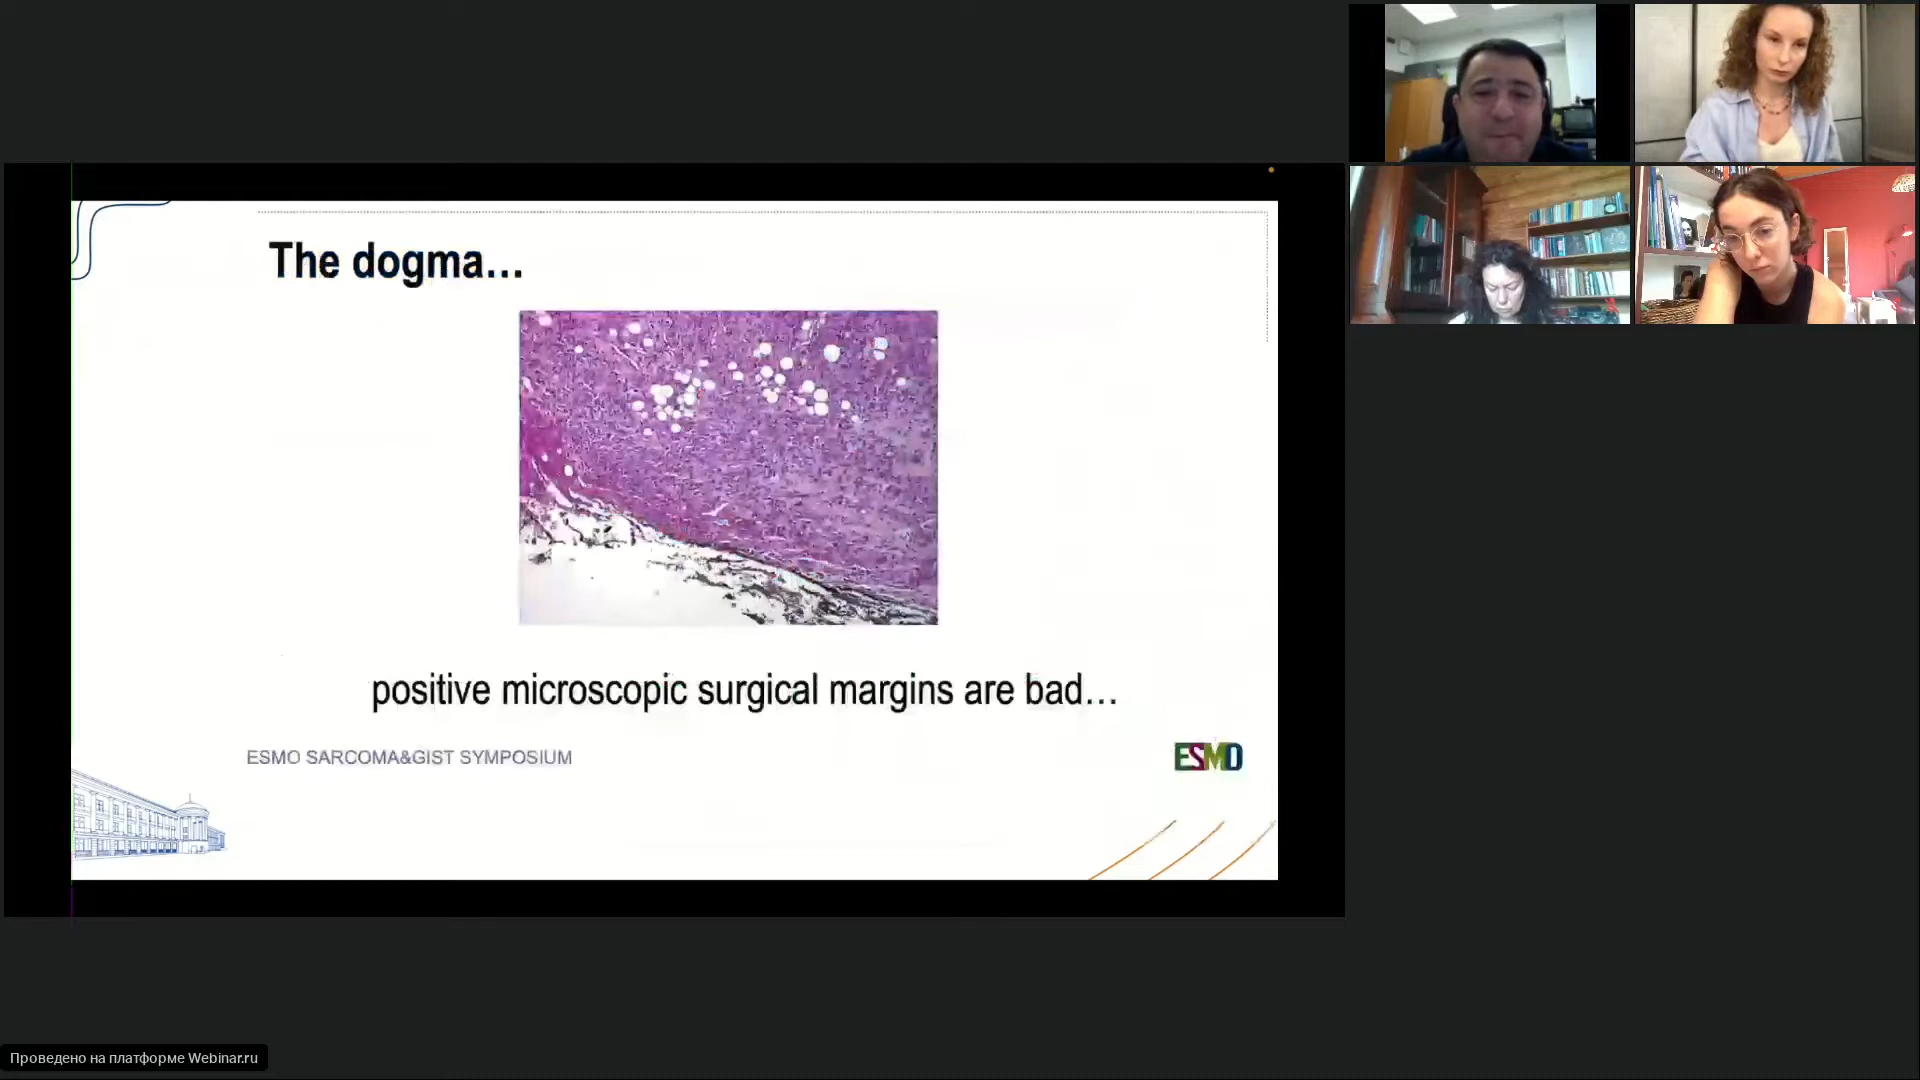 The dogma...
positive microscopic surgical margins are bad...
ESMO SARCOMA&GIST SYMPOSIUM
ESMO
Проведено на платформе Webinar.ru